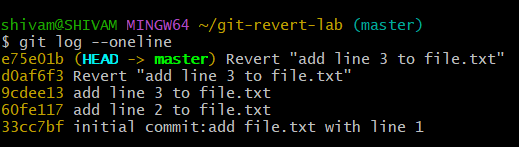 shivam@SHIVAM MINGW64 ~/git-revert-lab (master)
$ git log --oneline
e75e01b (HEAD -> master) Revert "add line 3 to file.txt"
d0af6f3 Revert "add line 3 to file.txt"
9cdee13 add line 3 to file.txt
60fe117 add line 2 to file.txt
33cc7bf initial commit:add file.txt with line 1